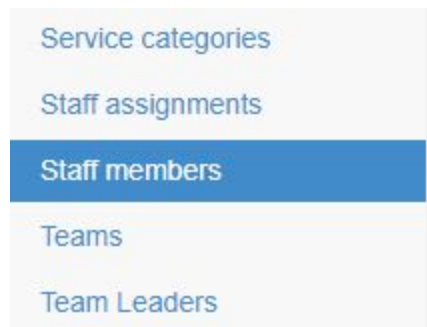 Service categories
Staff assignments
Staff members
Teams
Team Leaders